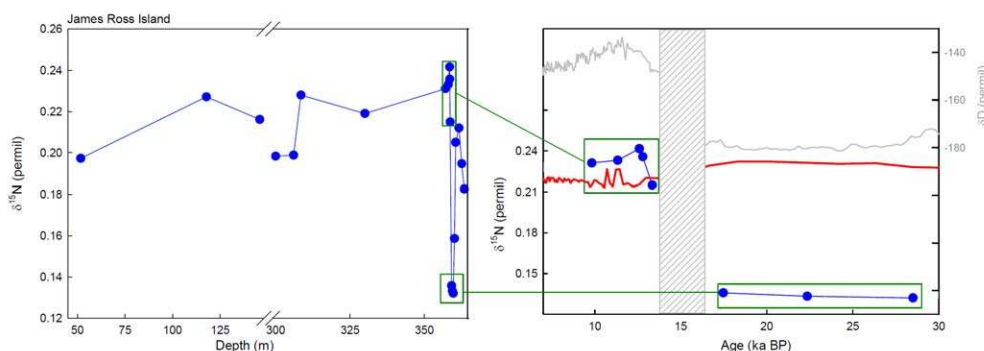 James Ross Island
0.26
0.24
0.22
0.20
0.18
0.16
0.14
0.12
δ15N (permil)
50 75 100 125 300 325 350
Depth (m)
0.24
0.21
0.18
0.15
δ15N (permil)
-140
-160
-180
δD (permil)
10 15 20 25 30
Age (ka BP)